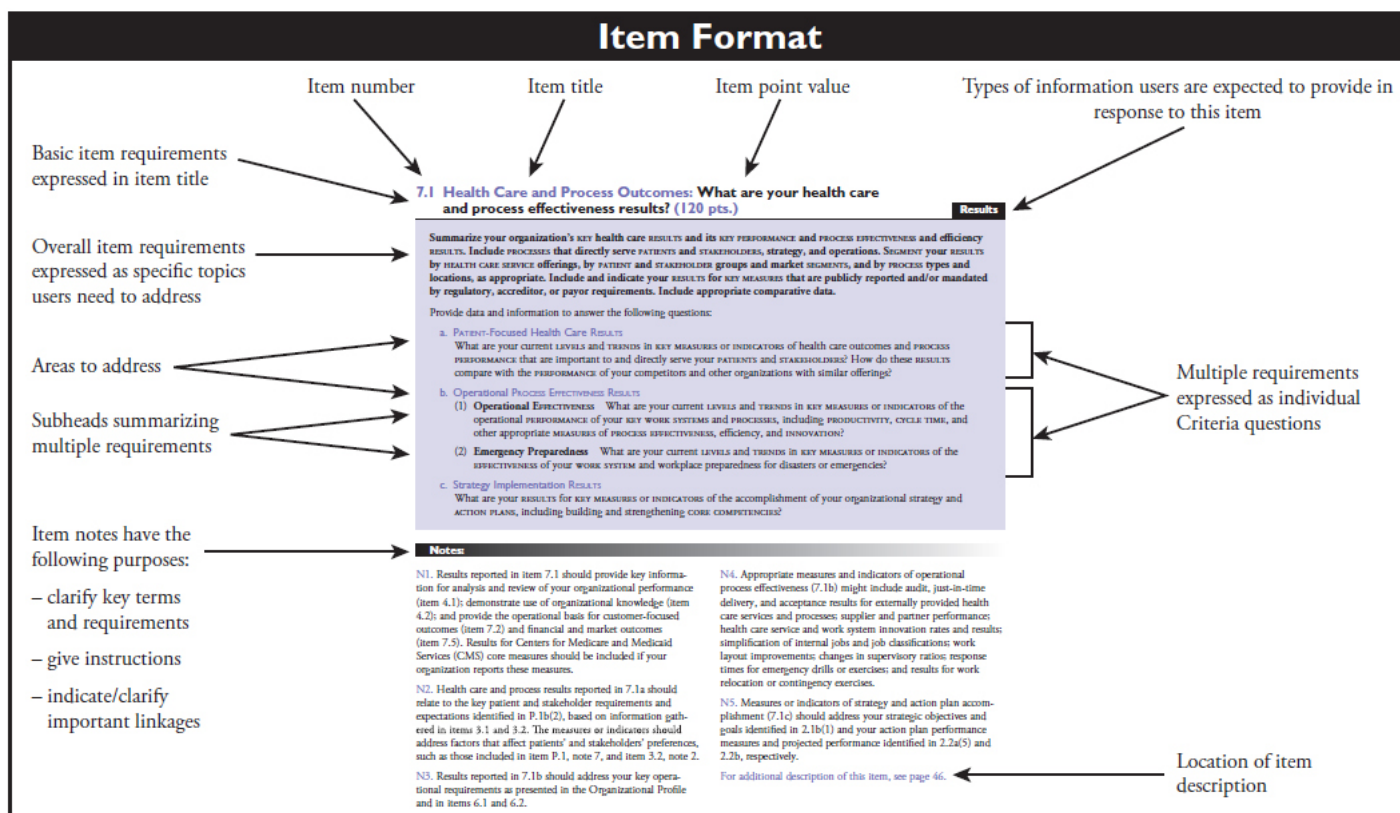 Item Format
Item number
Item title
Item point value
Types of information users are expected to provide in
response to this item
Basic item requirements
expressed in item title
7.1 Health Care and Process Outcomes: What are your health care
and process effectiveness results? (120 pts.)
Results
Overall item requirements
expressed as specific topics
users need to address
Summarize your organization's KEY health care RESULTS and its KEY PERFORMANCE and PROCESS EFFECTIVENESS and efficiency
RESULTS. Include PROCESSES that directly serve PATIENTS and STAKEHOLDERS, strategy, and operations. SEGMENT your RESULTS
by HEALTH CARE SERVICE offerings, by PATIENT and STAKEHOLDER groups and market SEGMENTS, and by PROCESS types and
locations, as appropriate. Include and indicate your RESULTS for KEY MEASURES that are publicly reported and/or mandated
by regulatory, accreditor, or payor requirements. Include appropriate comparative data.
Provide data and information to answer the following questions:
Areas to address
a. PATIENT-Focused Health Care RESULTS
What are your current LEVELS and TRENDS in KEY MEASURES or INDICATORS of health care outcomes and PROCESS
PERFORMANCE that are important to and directly serve your PATIENTS and STAKEHOLDERS? How do these RESULTS
compare with the PERFORMANCE of your competitors and other organizations with similar offerings?
Subheads summarizing
multiple requirements
b. Operational PROCESS EFFECTIVENESS RESULTS
(1) Operational EFFECTIVENESS What are your current LEVELS and TRENDS in KEY MEASURES or INDICATORS of the
operational PERFORMANCE of your KEY WORK SYSTEMS and PROCESSES, including PRODUCTIVITY, CYCLE TIME, and
other appropriate MEASURES of PROCESS EFFECTIVENESS, efficiency, and INNOVATION?
(2) Emergency Preparedness What are your current LEVELS and TRENDS in KEY MEASURES or INDICATORS of the
EFFECTIVENESS of your WORK SYSTEM and workplace preparedness for disasters or emergencies?
c. Strategy Implementation RESULTS
What are your RESULTS for KEY MEASURES or INDICATORS of the accomplishment of your organizational strategy and
ACTION PLANS, including building and strengthening CORE COMPETENCIES?
Multiple requirements
expressed as individual
Criteria questions
Item notes have the
following purposes:
– clarify key terms
and requirements
– give instructions
– indicate/clarify
important linkages
Notes:
N1. Results reported in item 7.1 should provide key informa-
tion for analysis and review of your organizational performance
(item 4.1); demonstrate use of organizational knowledge (item
4.2); and provide the operational basis for customer-focused
outcomes (item 7.2) and financial and market outcomes
(item 7.5). Results for Centers for Medicare and Medicaid
Services (CMS) core measures should be included if your
organization reports these measures.
N2. Health care and process results reported in 7.1a should
relate to the key patient and stakeholder requirements and
expectations identified in P.1b(2), based on information gath-
ered in items 3.1 and 3.2. The measures or indicators should
address factors that affect patients' and stakeholders' preferences,
such as those included in item P.1, note 7, and item 3.2, note 2.
N3. Results reported in 7.1b should address your key opera-
tional requirements as presented in the Organizational Profile
and in items 6.1 and 6.2.
N4. Appropriate measures and indicators of operational
process effectiveness (7.1b) might include audit, just-in-time
delivery, and acceptance results for externally provided health
care services and processes; supplier and partner performance;
health care service and work system innovation rates and results;
simplification of internal jobs and job classifications; work
layout improvements; changes in supervisory ratios; response
times for emergency drills or exercises; and results for work
relocation or contingency exercises.
N5. Measures or indicators of strategy and action plan accom-
plishment (7.1c) should address your strategic objectives and
goals identified in 2.1b(1) and your action plan performance
measures and projected performance identified in 2.2a(5) and
2.2b, respectively.
For additional description of this item, see page 46.
Location of item
description